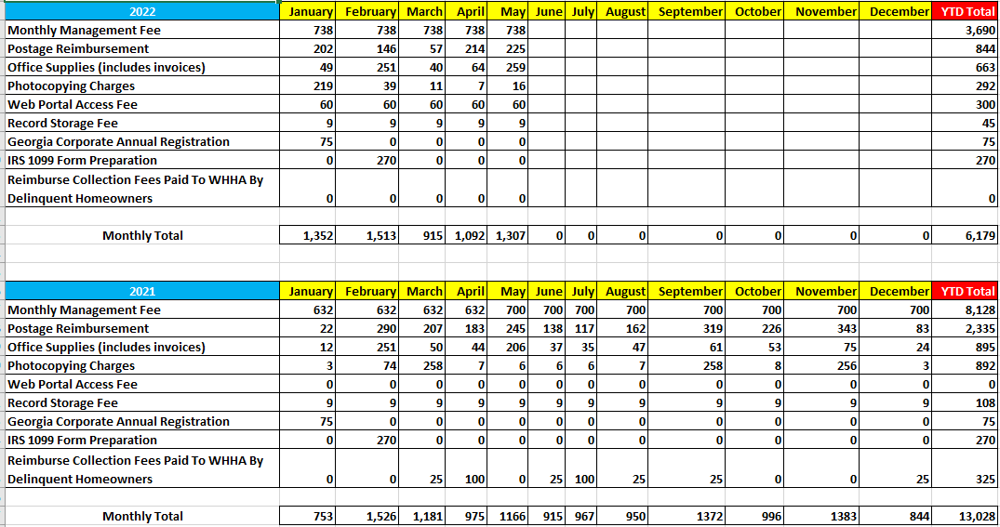 2022 January February March April May June July August September October November December YTD Total
Monthly Management Fee 738 738 738 738 738 3,690
Postage Reimbursement 202 146 57 214 225 844
Office Supplies (includes invoices) 49 251 40 64 259 663
Photocopying Charges 219 39 11 7 16 292
Web Portal Access Fee 60 60 60 60 60 300
Record Storage Fee 9 9 9 9 9 45
Georgia Corporate Annual Registration 75 0 0 0 0 75
IRS 1099 Form Preparation 0 270 0 0 0 270
Reimburse Collection Fees Paid To WHHA By
Delinquent Homeowners 0 0 0 0 0 0
Monthly Total 1,352 1,513 915 1,092 1,307 0 0 0 0 0 0 0 6,179
2021 January February March April May June July August September October November December YTD Total
Monthly Management Fee 632 632 632 632 700 700 700 700 700 700 700 700 8,128
Postage Reimbursement 22 290 207 183 245 138 117 162 319 226 343 83 2,335
Office Supplies (includes invoices) 12 251 50 44 206 37 35 47 61 53 75 24 895
Photocopying Charges 3 74 258 7 6 6 6 7 258 8 256 3 892
Web Portal Access Fee 0 0 0 0 0 0 0 0 0 0 0 0 0
Record Storage Fee 9 9 9 9 9 9 9 9 9 9 9 9 108
Georgia Corporate Annual Registration 75 0 0 0 0 0 0 0 0 0 0 0 75
IRS 1099 Form Preparation 0 270 0 0 0 0 0 0 0 0 0 0 270
Reimburse Collection Fees Paid To WHHA By
Delinquent Homeowners 0 0 25 100 0 25 100 25 25 0 0 25 325
Monthly Total 753 1,526 1,181 975 1166 915 967 950 1372 996 1383 844 13,028